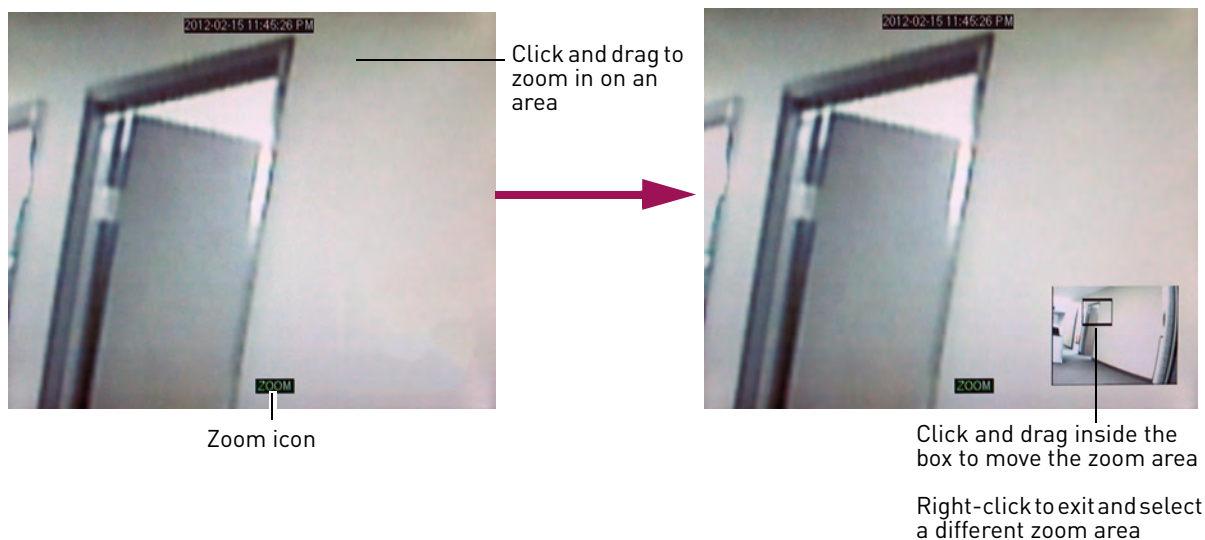 2012-02-15 11:45:26 PM
Click and drag to
zoom in on an
area
ZOOM
Zoom icon
2012-02-15 11:45:26 PM
ZOOM
Click and drag inside the
box to move the zoom area
Right-click to exit and select
a different zoom area